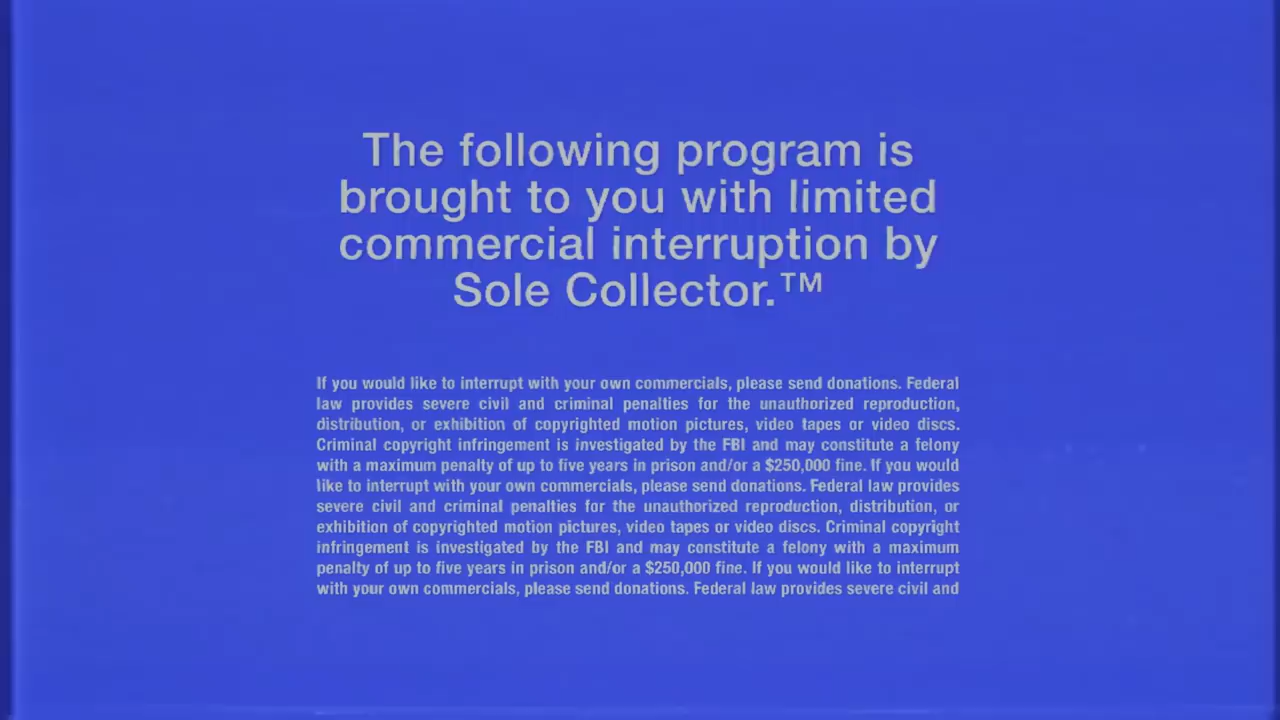 The following program is
brought to you with limited
commercial interruption by
Sole Collector.™
If you would like to interrupt with your own commercials, please send donations. Federal
law provides severe civil and criminal penalties for the unauthorized reproduction,
distribution, or exhibition of copyrighted motion pictures, video tapes or video discs.
Criminal copyright infringement is investigated by the FBI and may constitute a felony
with a maximum penalty of up to five years in prison and/or a $250,000 fine. If you would
like to interrupt with your own commercials, please send donations. Federal law provides
severe civil and criminal penalties for the unauthorized reproduction, distribution, or
exhibition of copyrighted motion pictures, video tapes or video discs. Criminal copyright
infringement is investigated by the FBI and may constitute a felony with a maximum
penalty of up to five years in prison and/or a $250,000 fine. If you would like to interrupt
with your own commercials, please send donations. Federal law provides severe civil and